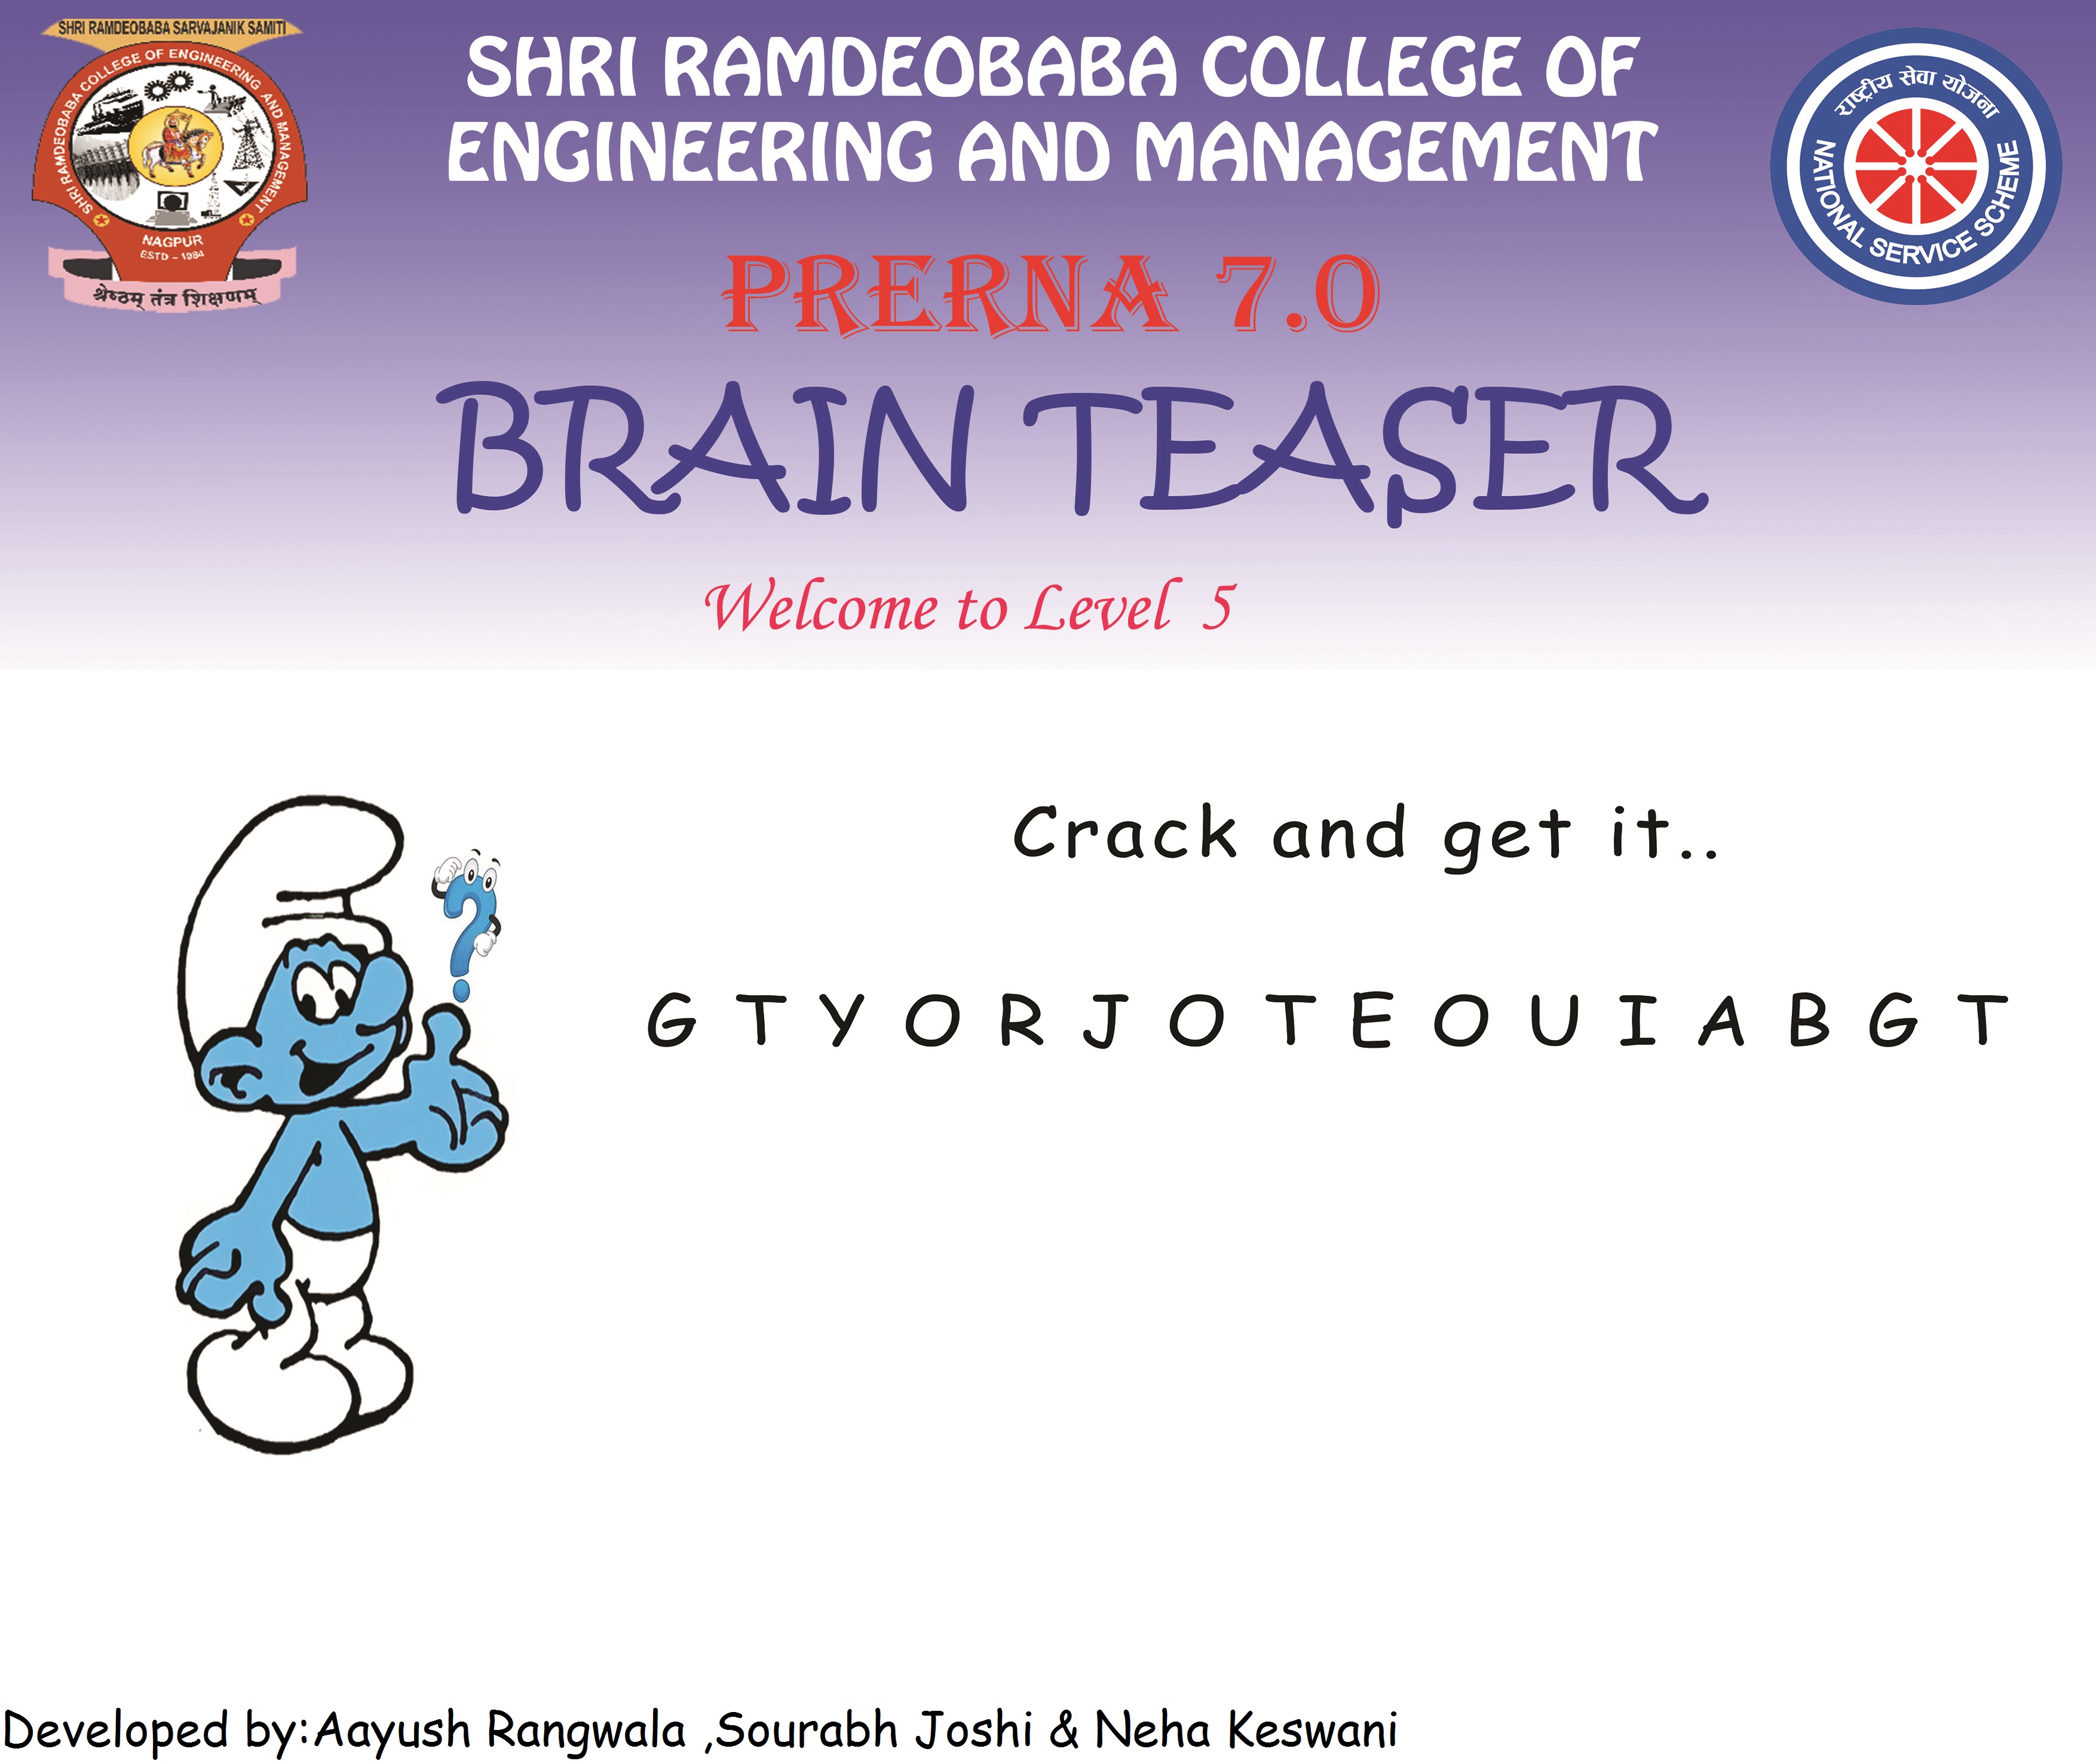 SHRI RAMDEOBABA SARVAJANIK SAMITI
SHRI RAMDEOBABA COLLEGE OF ENGINEERING AND MANAGEMENT
NAGPUR
ESTD - 1984
श्रेष्ठम् तंत्र शिक्षणम्
SHRI RAMDEOBABA COLLEGE OF
ENGINEERING AND MANAGEMENT
राष्ट्रीय सेवा योजना
NATIONAL SERVICE SCHEME
PRERNA 7.0
BRAIN TEASER
Welcome to Level 5
Crack and get it..
?
G T Y O R J O T E O U I A B G T
Developed by:Aayush Rangwala ,Sourabh Joshi & Neha Keswani